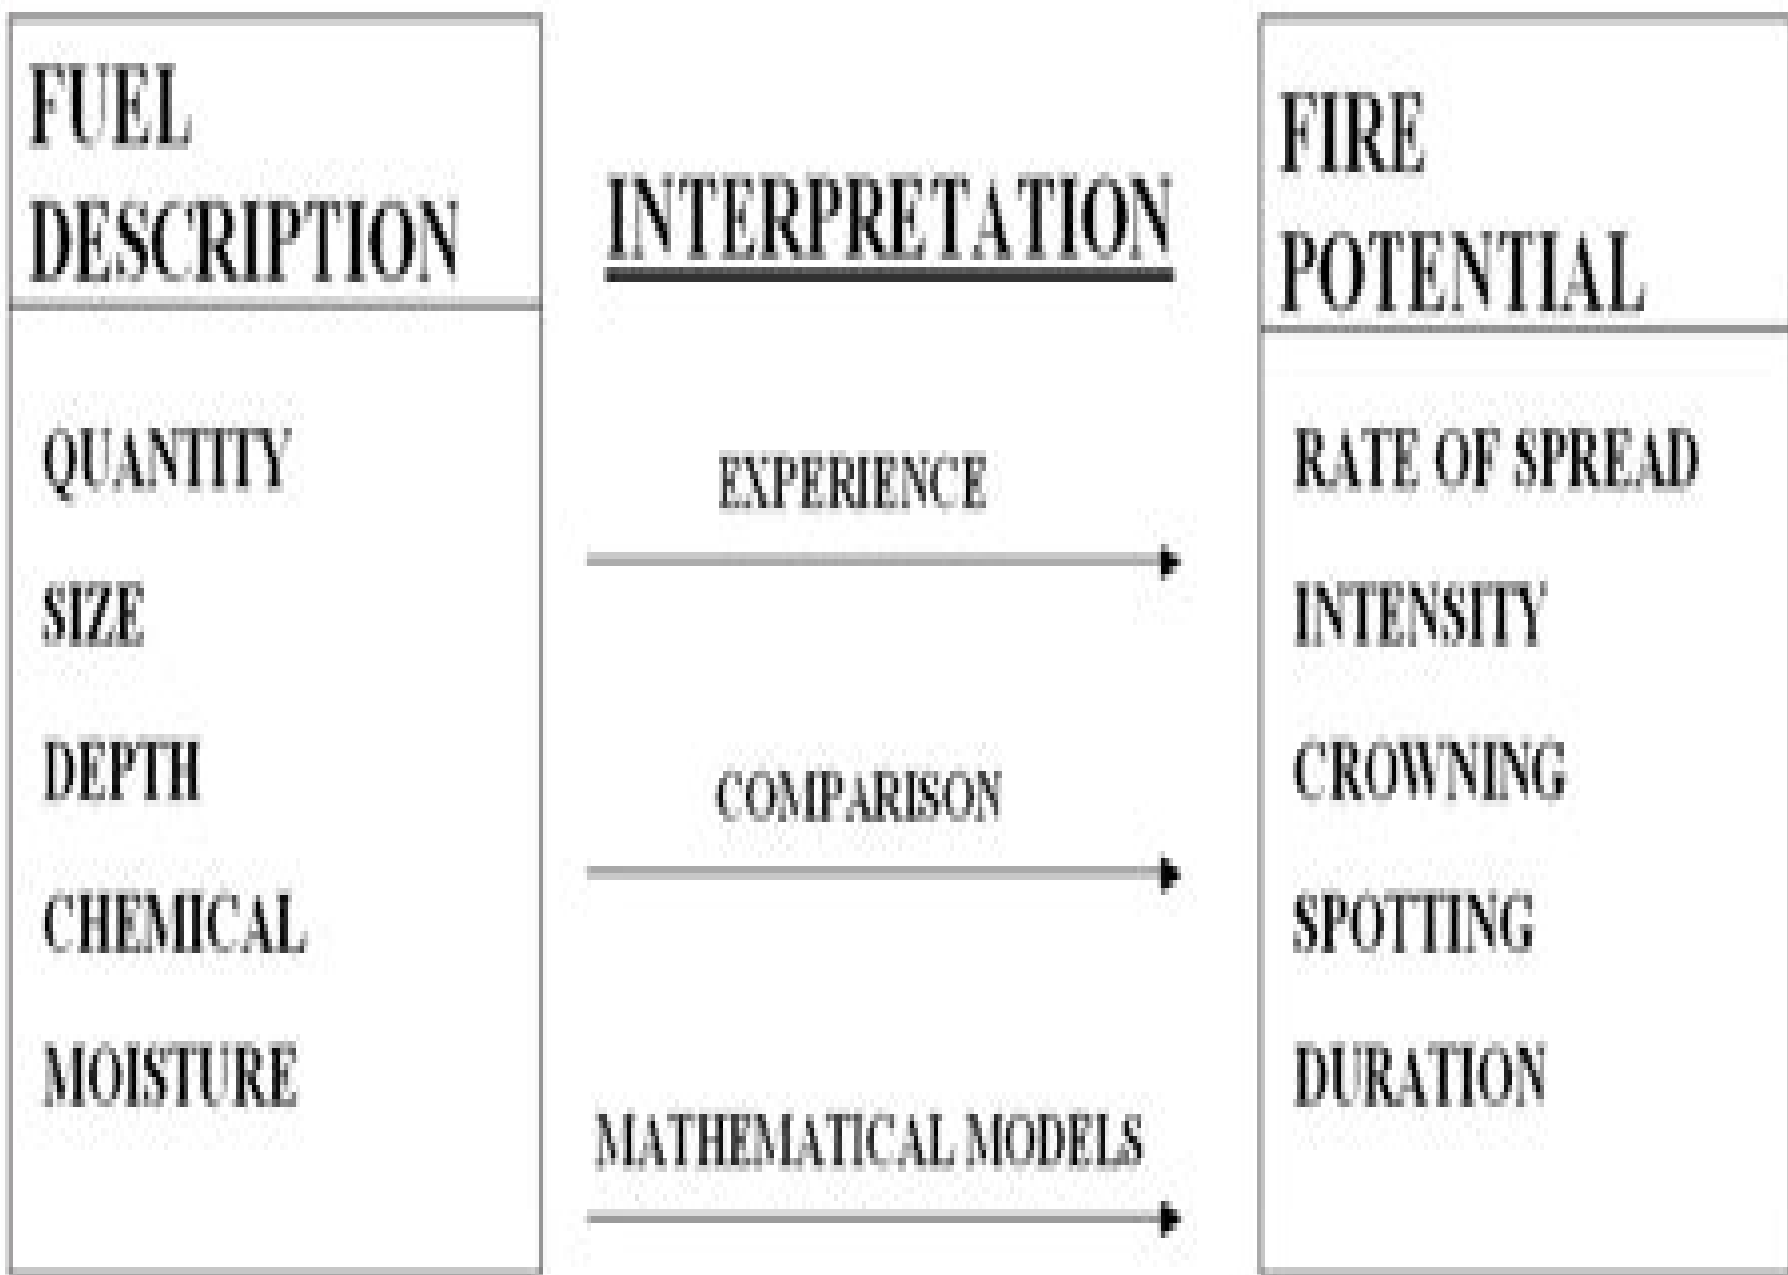 FUEL
DESCRIPTION
QUANTITY
SIZE
DEPTH
CHEMICAL
MOISTURE
INTERPRETATION
EXPERIENCE
COMPARISON
MATHEMATICAL MODELS
FIRE
POTENTIAL
RATE OF SPREAD
INTENSITY
CROWNING
SPOTTING
DURATION